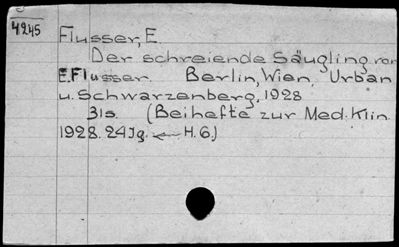 4245
Flusser, E.
Der schreiende Säugling von
E. Flusser. Berlin, Wien, Urban
u. Schwarzenberg, 1928
31s. (Beihefte zur Med. Klin.
1928. 24 Jg. ← H. 6.)